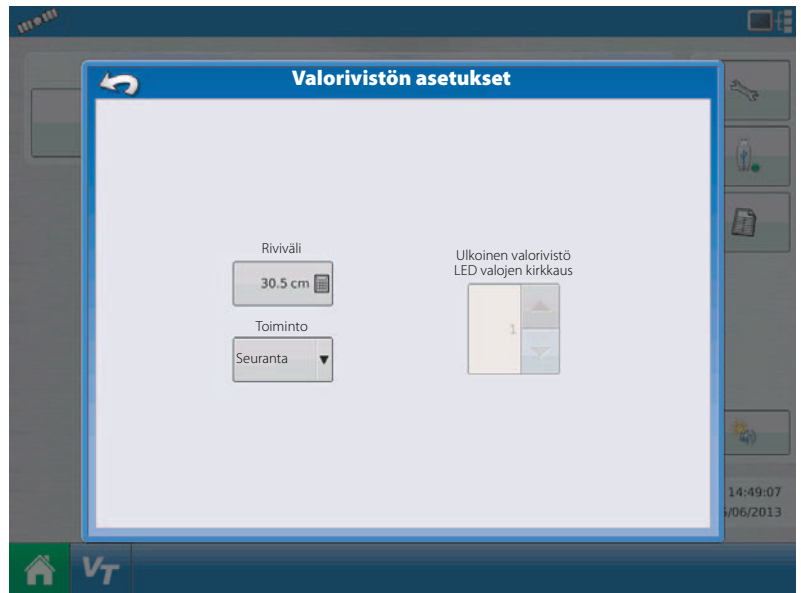 Valorivistön asetukset
Riviväli
30.5 cm
Toiminto
Seuranta
Ulkoinen valorivistö
LED valojen kirkkaus
1
14:49:07
/06/2013
VT